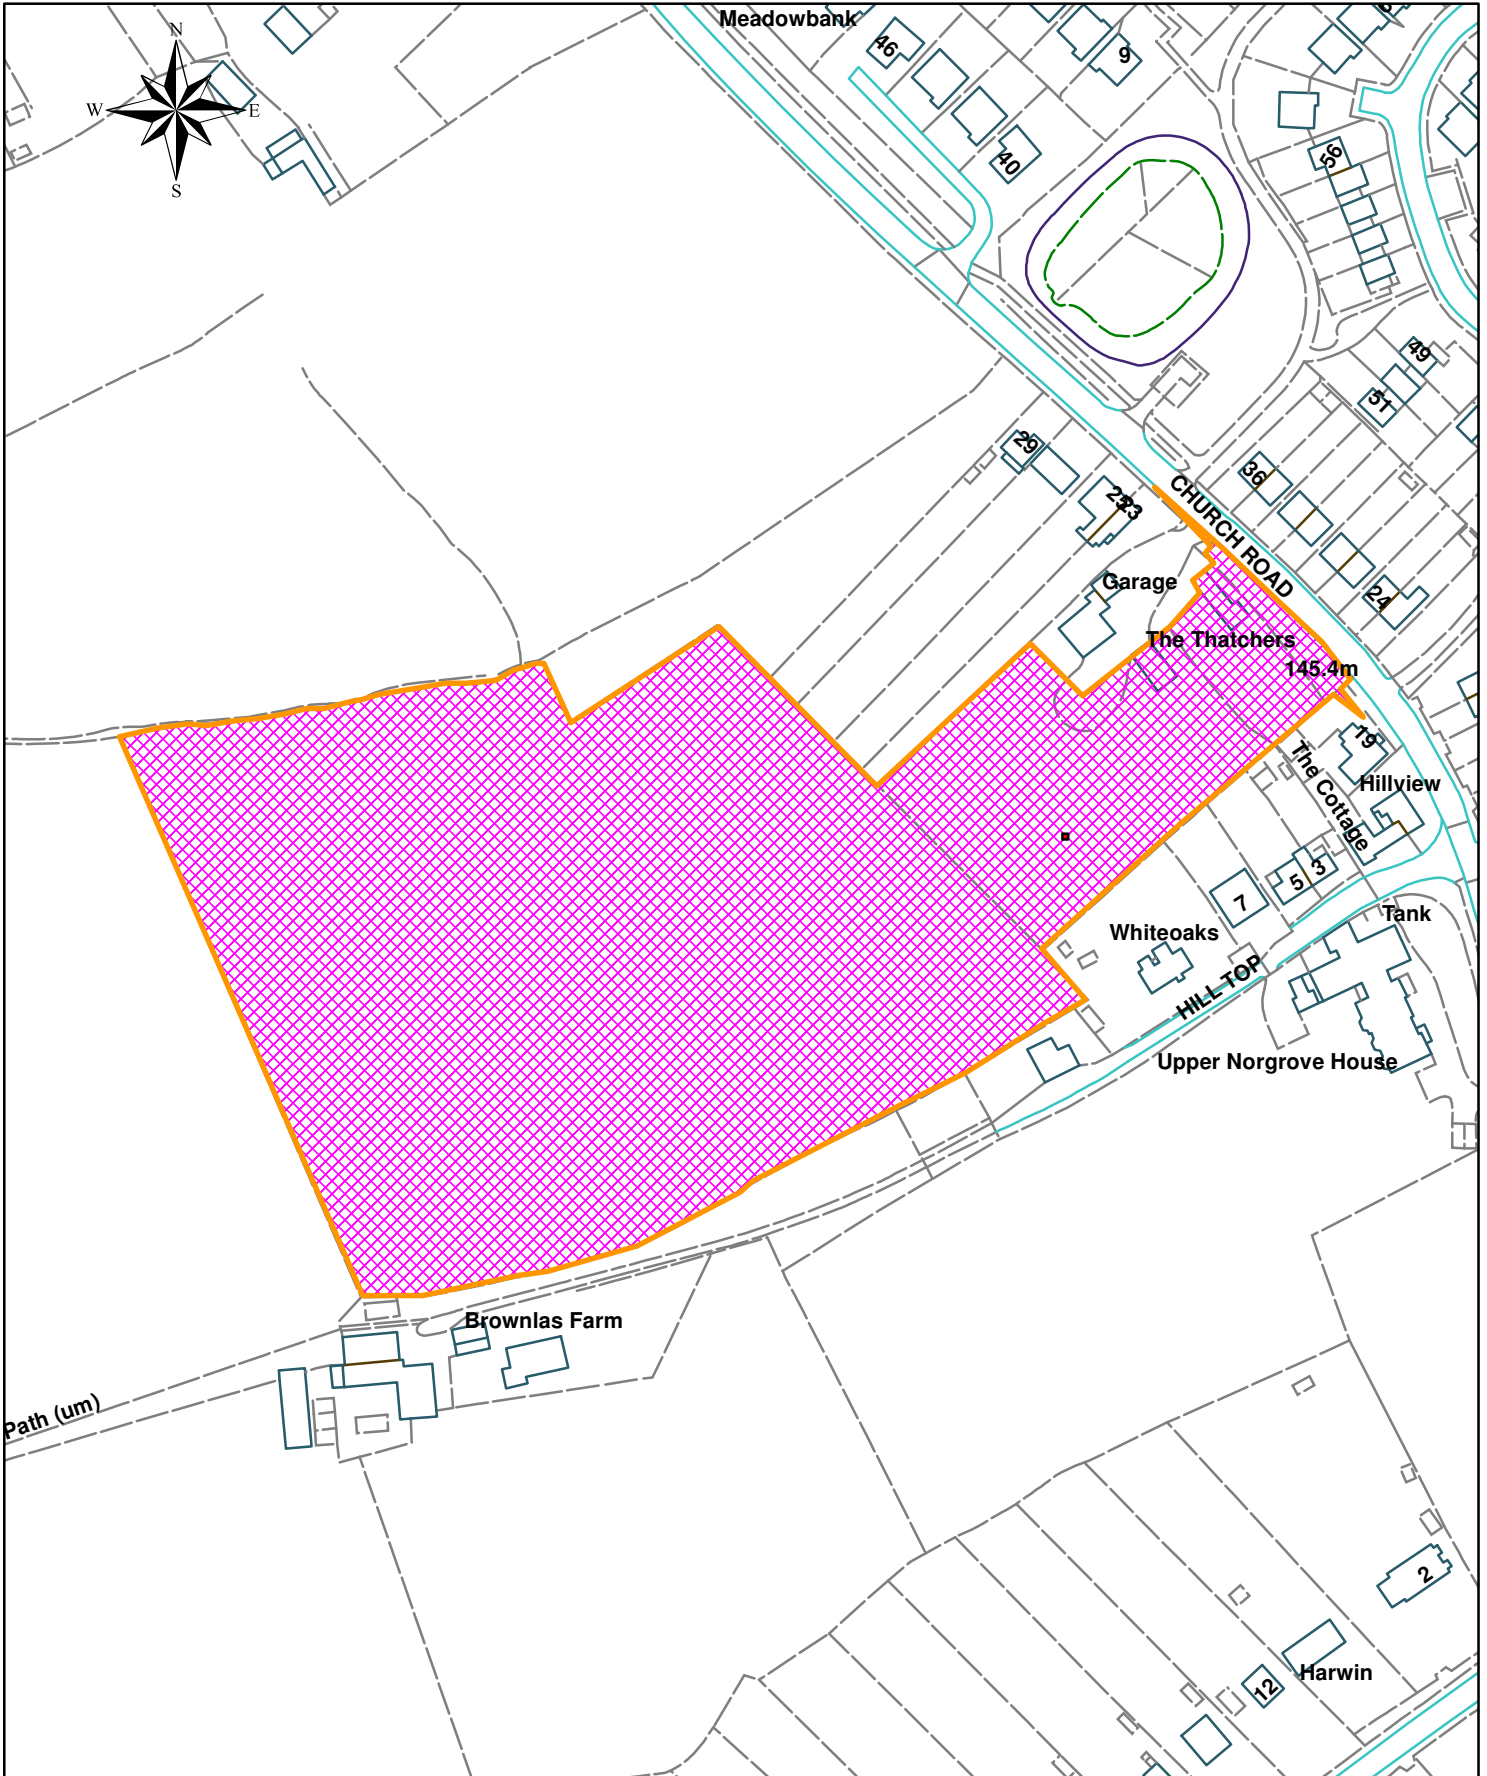 Meadowbank
46
9
N
W
E
S
40
56
49
51
29
36
25
23
CHURCH ROAD
Garage
24
The Thatchers
145.4m
19
The Cottage
Hillview
5
3
7
Tank
Whiteoaks
HILL TOP
Upper Norgrove House
Brownlas Farm
Path (um)
2
Harwin
12